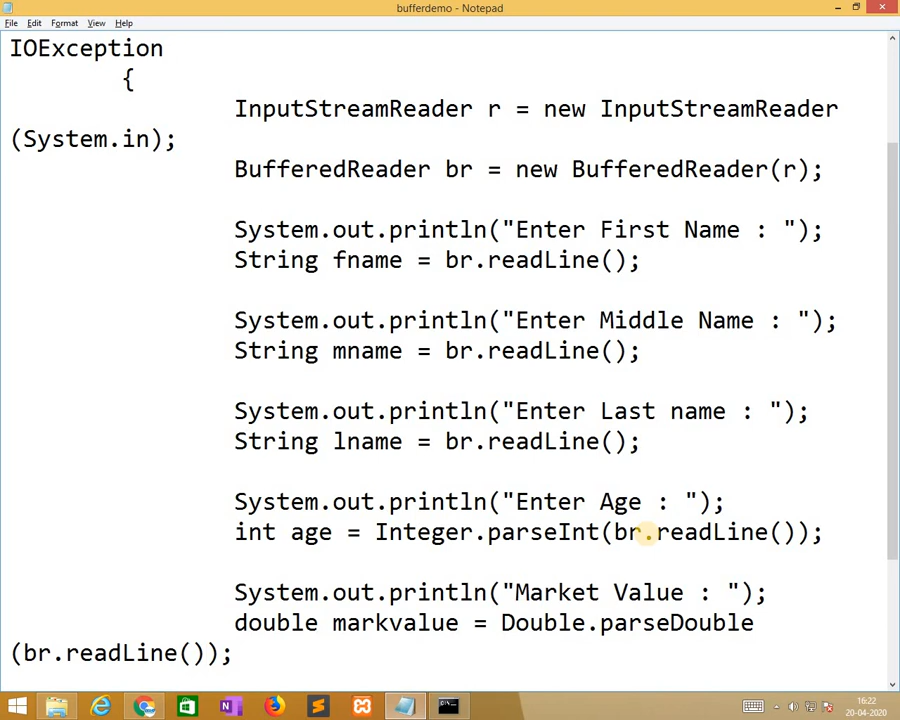 bufferdemo - Notepad
File Edit Format View Help
IOException
{
InputStreamReader r = new InputStreamReader
(System.in);
BufferedReader br = new BufferedReader(r);
System.out.println("Enter First Name : ");
String fname = br.readLine();
System.out.println("Enter Middle Name : ");
String mname = br.readLine();
System.out.println("Enter Last name : ");
String lname = br.readLine();
System.out.println("Enter Age : ");
int age = Integer.parseInt(br.readLine());
System.out.println("Market Value : ");
double markvalue = Double.parseDouble
(br.readLine());
16:22
20-04-2020